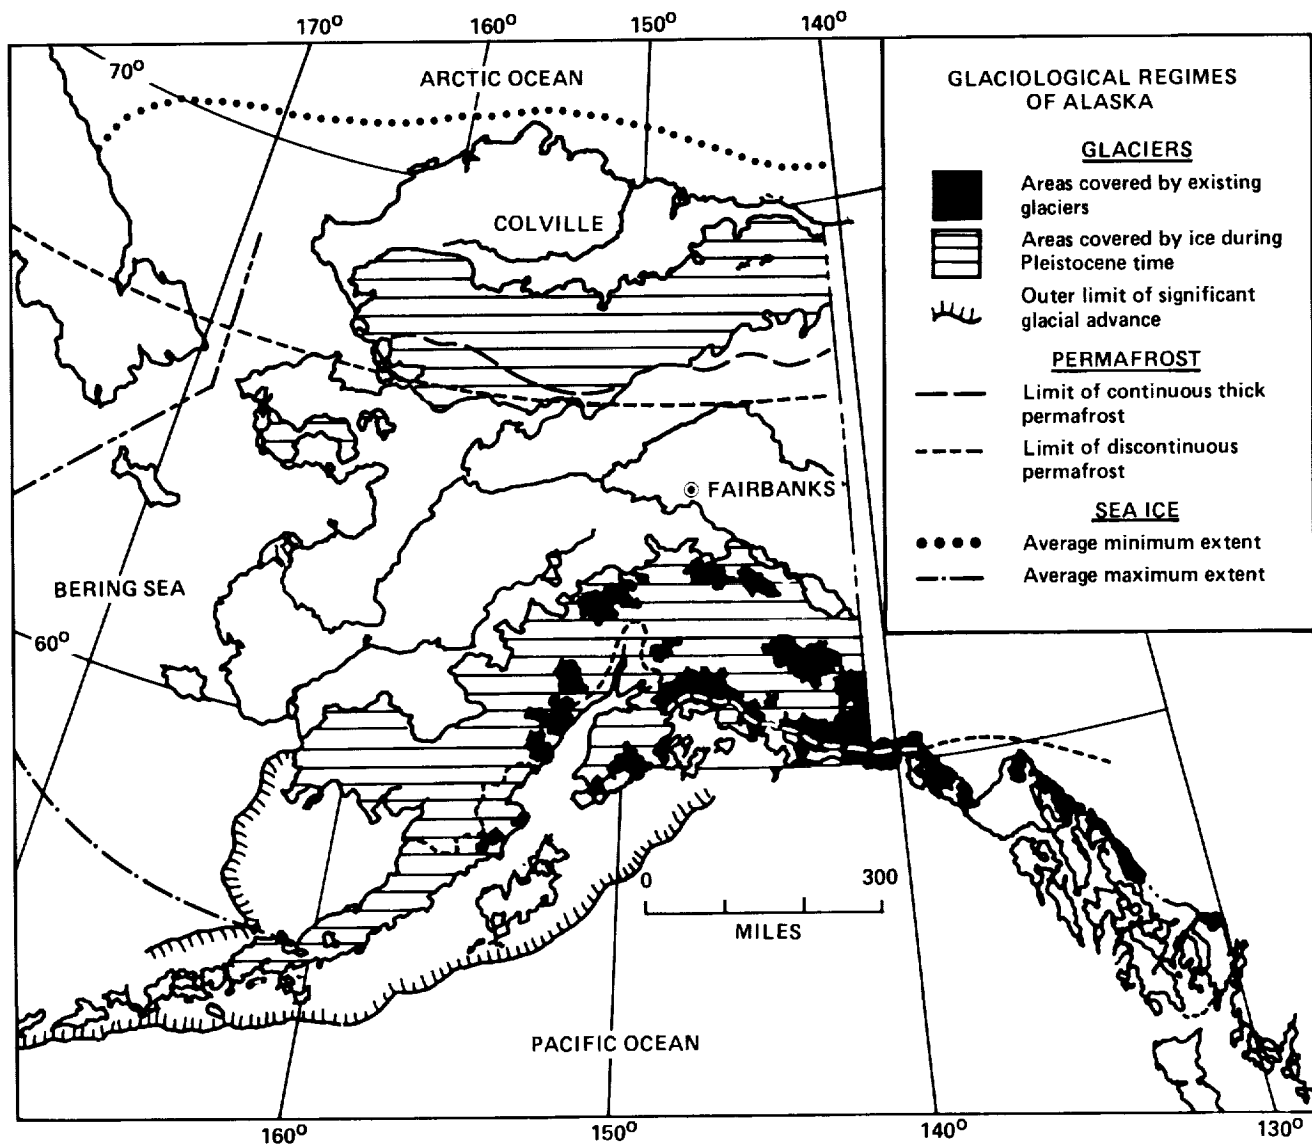 170°
160°
150°
140°
70°
ARCTIC OCEAN
GLACIOLOGICAL REGIMES
OF ALASKA
GLACIERS
Areas covered by existing
glaciers
Areas covered by ice during
Pleistocene time
Outer limit of significant
glacial advance
PERMAFROST
Limit of continuous thick
permafrost
Limit of discontinuous
permafrost
SEA ICE
Average minimum extent
Average maximum extent
COLVILLE
FAIRBANKS
BERING SEA
60°
0
300
MILES
PACIFIC OCEAN
160°
150°
140°
130°